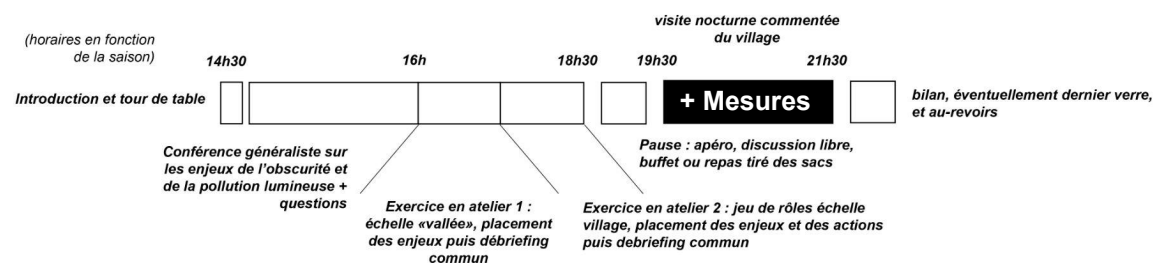 visite nocturne commentée
du village
(horaires en fonction
de la saison)
14h30
16h
18h30
19h30
21h30
Introduction et tour de table
+ Mesures
bilan, éventuellement dernier verre,
et au-revoirs
Conférence généraliste sur
les enjeux de l’obscurité et
de la pollution lumineuse +
questions
Pause : apéro, discussion libre,
buffet ou repas tiré des sacs
Exercice en atelier 1 :
échelle «vallée», placement
des enjeux puis débriefing
commun
Exercice en atelier 2 : jeu de rôles échelle
village, placement des enjeux et des actions
puis debriefing commun